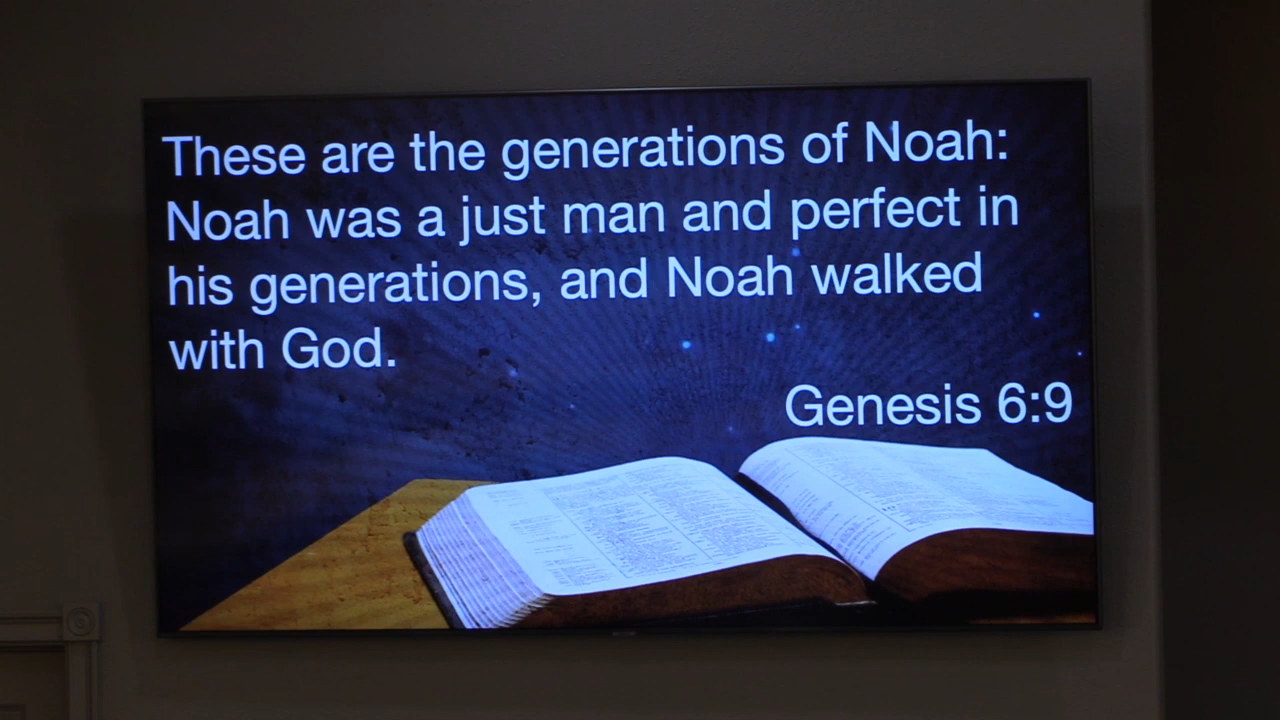 These are the generations of Noah:
Noah was a just man and perfect in
his generations, and Noah walked
with God.
Genesis 6:9